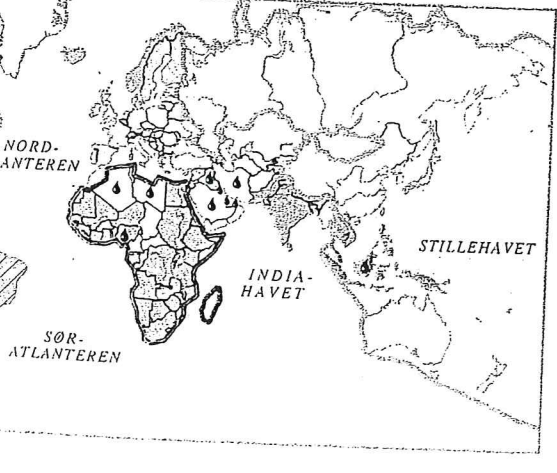 NORD-
ANTEREN
STILLEHAVET
INDIA-
HAVET
SØR-
ATLANTEREN